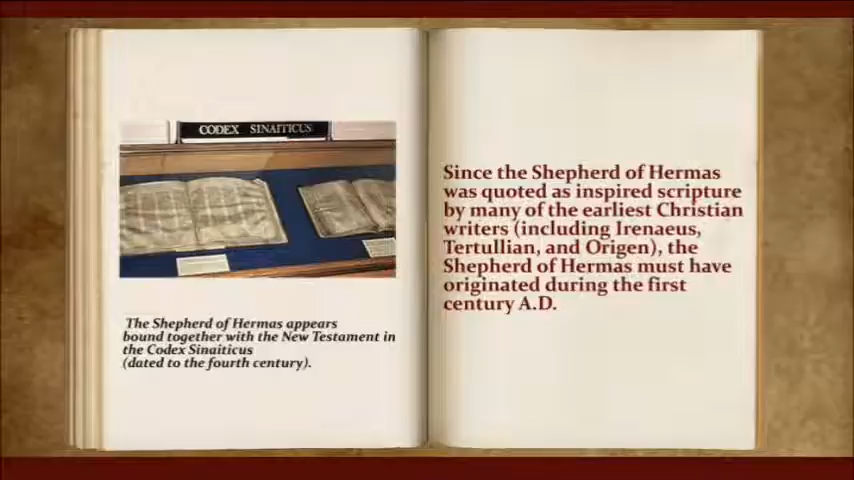 CODEX SINAITICUS
The Shepherd of Hermas appears
bound together with the New Testament in
the Codex Sinaiticus
(dated to the fourth century).
Since the Shepherd of Hermas
was quoted as inspired scripture
by many of the earliest Christian
writers (including Irenaeus,
Tertullian, and Origen), the
Shepherd of Hermas must have
originated during the first
century A.D.